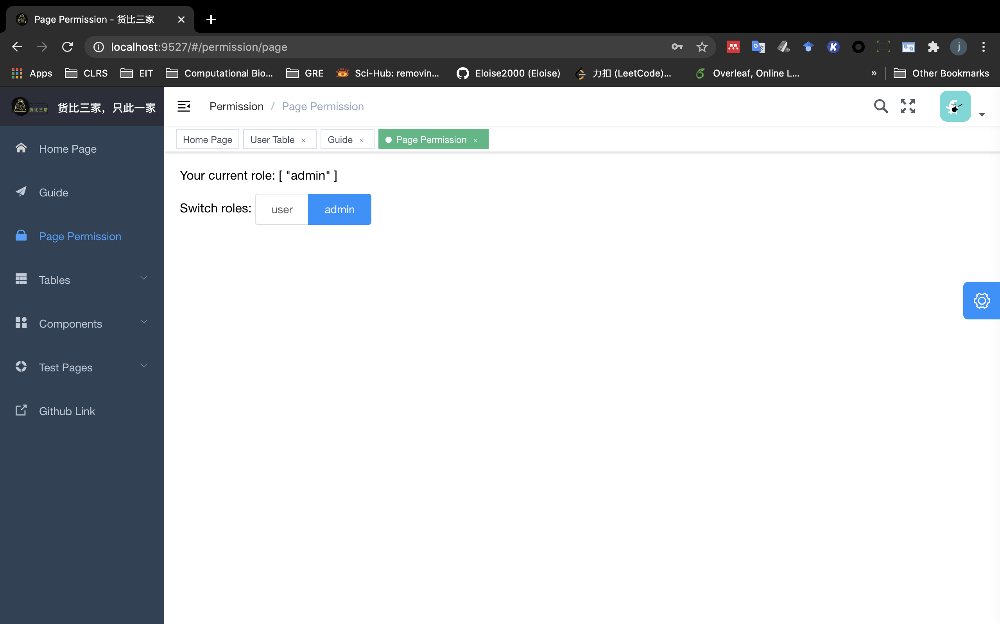 Page Permission - 货比三家
localhost:9527/#/permission/page
j
Apps CLRS EIT Computational Bio... GRE Sci-Hub: removin... Eloise2000 (Eloise) 力扣 (LeetCode)... Overleaf, Online L... » Other Bookmarks
货比三家 货比三家，只此一家
Permission / Page Permission
Home Page User Table × Guide × Page Permission ×
Home Page
Guide
Page Permission
Tables
Components
Test Pages
Github Link
Your current role: [ "admin" ]
Switch roles: user admin